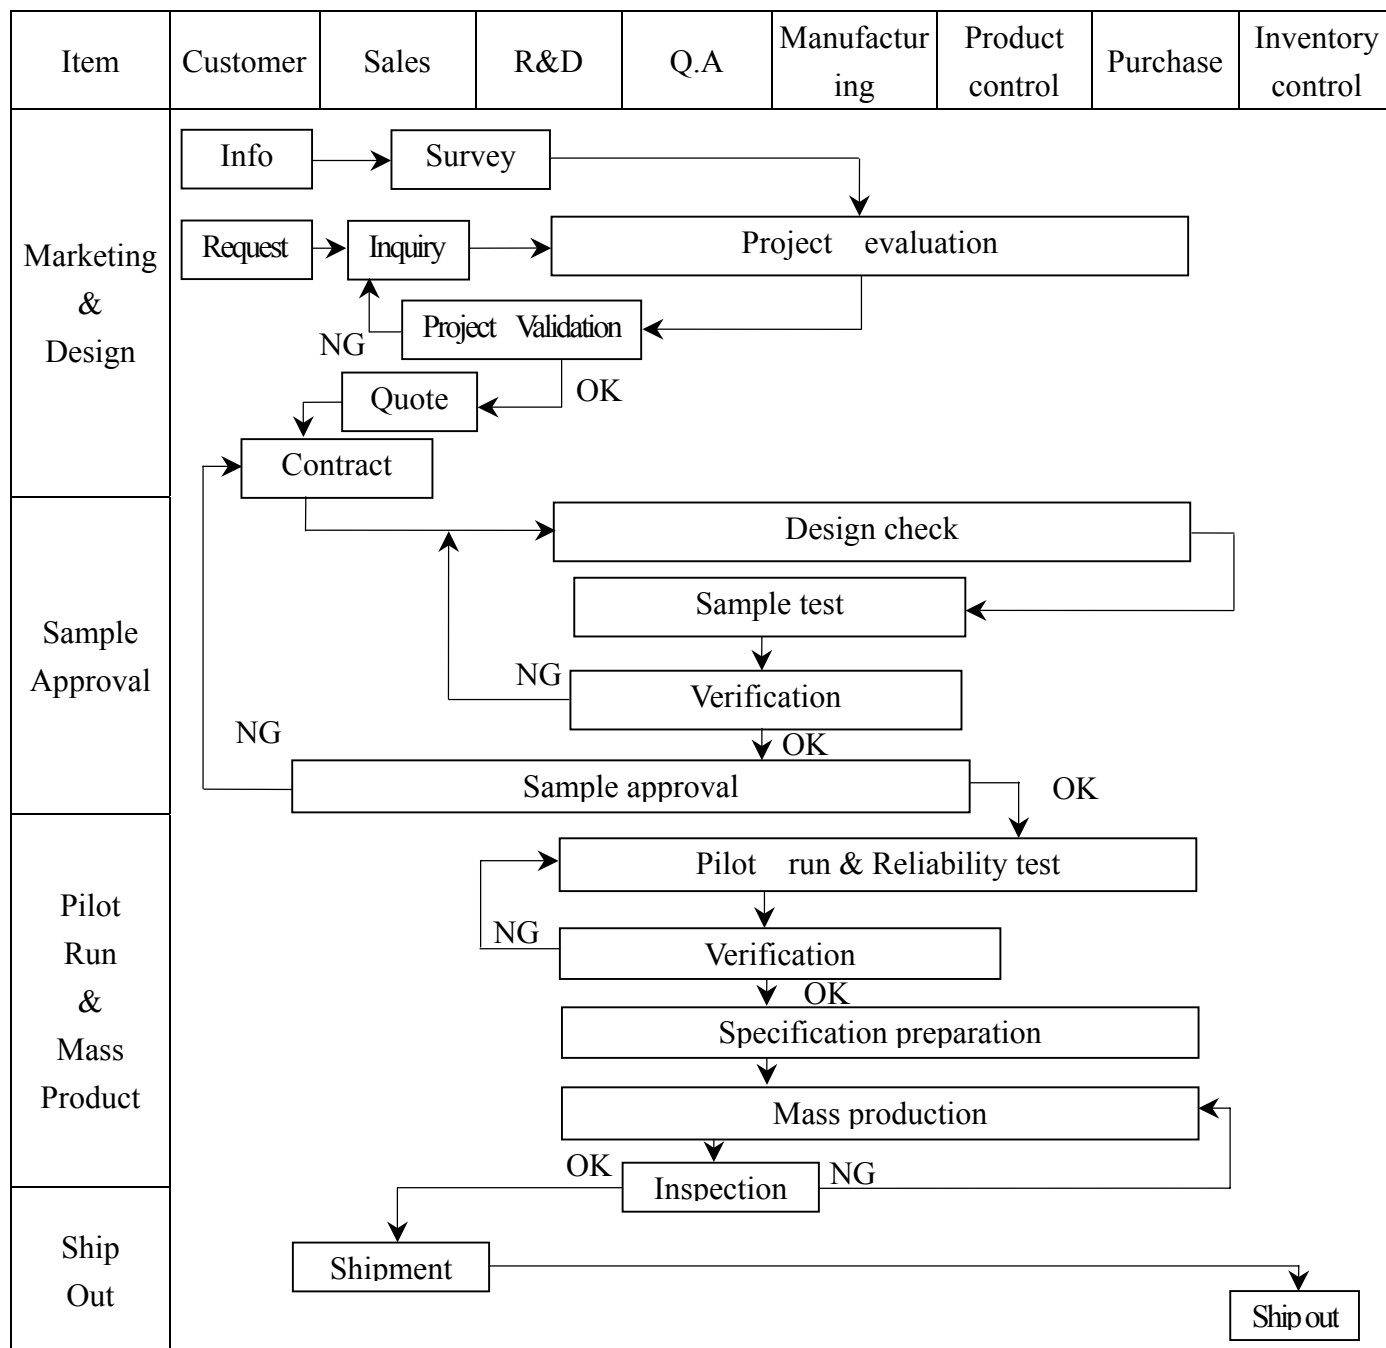 Item
Customer
Sales
R&D
Q.A
Manufactur
ing
Product
control
Purchase
Inventory
control
Marketing
&
Design
Info
Survey
Request
Inquiry
Project evaluation
Project Validation
NG
OK
Quote
Contract
Sample
Approval
Design check
Sample test
NG
Verification
NG
OK
Sample approval
OK
Pilot
Run
&
Mass
Product
Pilot run & Reliability test
NG
Verification
OK
Specification preparation
Mass production
OK
Inspection
NG
Ship
Out
Shipment
Ship out